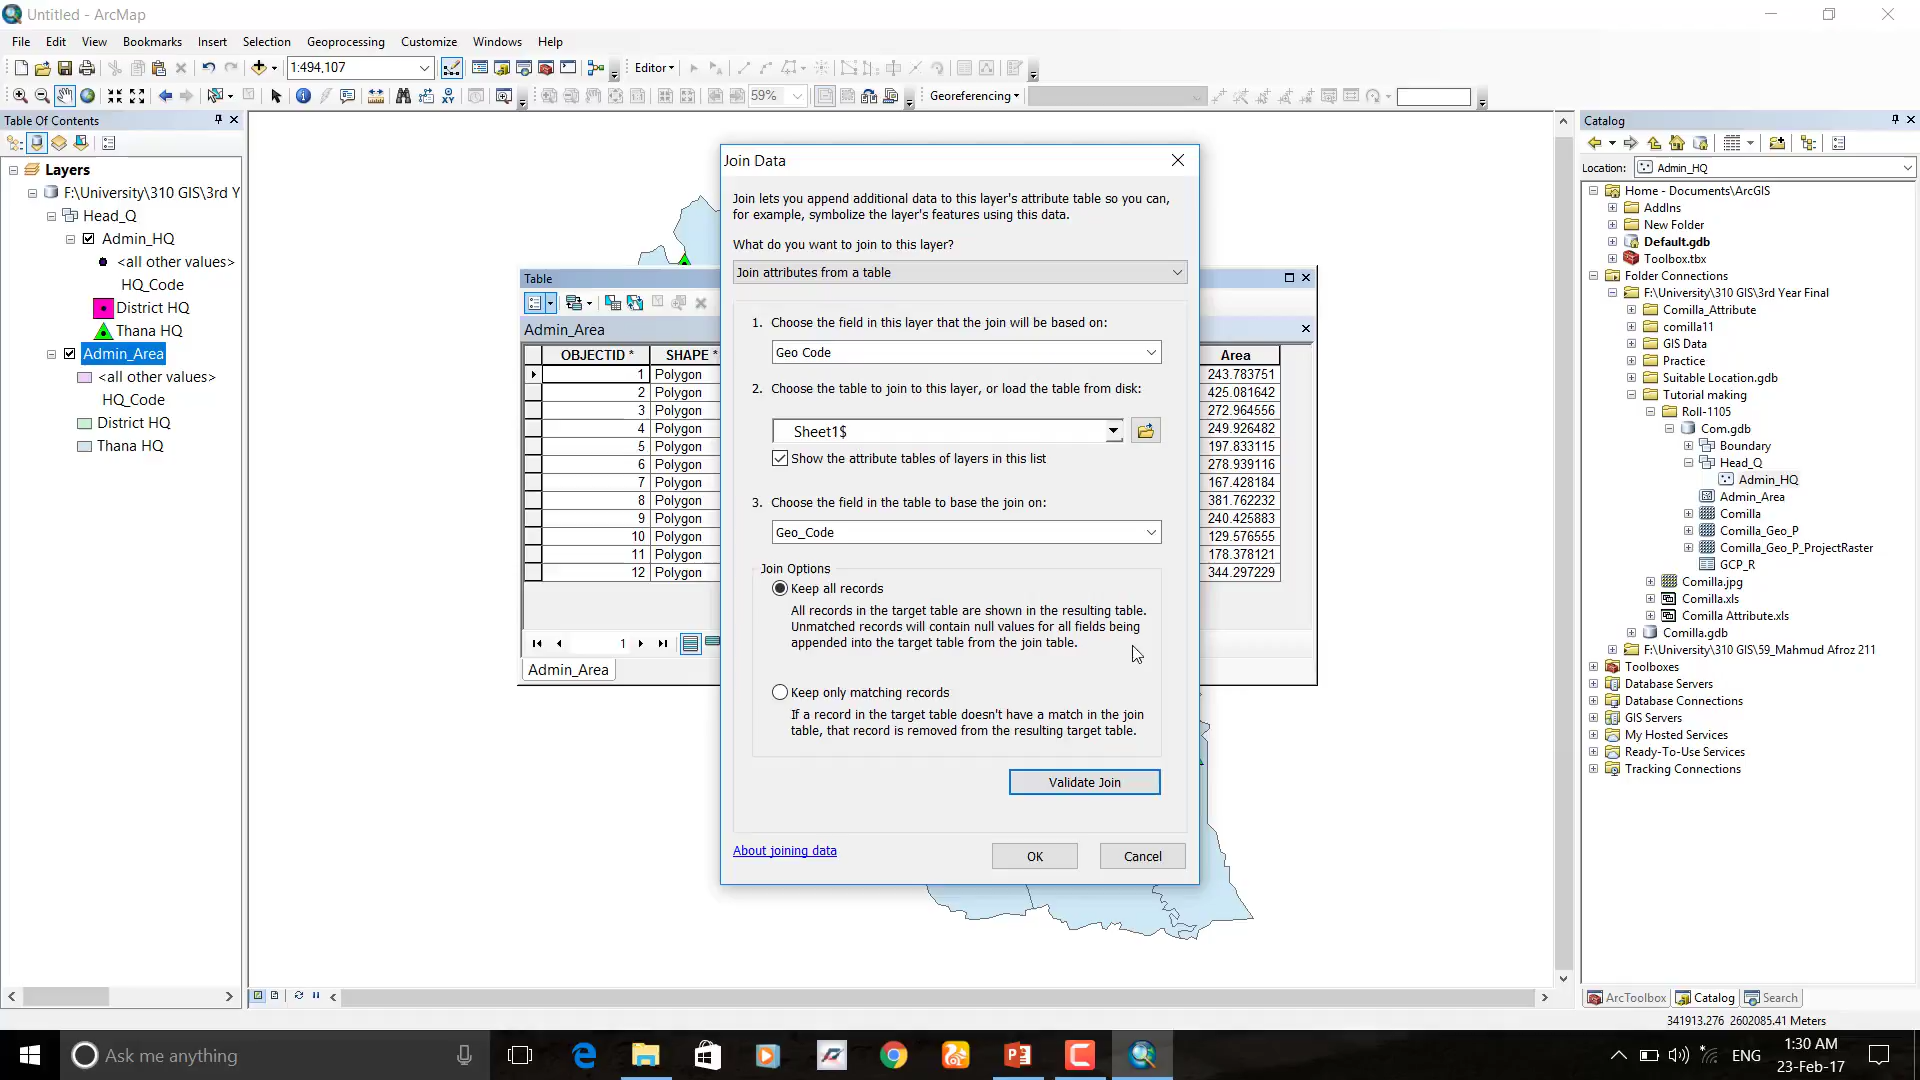 Untitled - ArcMap
File Edit View Bookmarks Insert Selection Geoprocessing Customize Windows Help
1:494,107
Editor
59%
Georeferencing
Table Of Contents
Layers
F:\University\310 GIS\3rd Y
Head_Q
Admin_HQ
<all other values>
HQ_Code
District HQ
Thana HQ
Admin_Area
<all other values>
HQ_Code
District HQ
Thana HQ
Table
Admin_Area
OBJECTID * SHAPE * Area
1 Polygon 243.783751
2 Polygon 425.081642
3 Polygon 272.964556
4 Polygon 249.926482
5 Polygon 197.833115
6 Polygon 278.939116
7 Polygon 167.428184
8 Polygon 381.762232
9 Polygon 240.425883
10 Polygon 129.576555
11 Polygon 178.378121
12 Polygon 344.297229
1
Admin_Area
Join Data
Join lets you append additional data to this layer's attribute table so you can,
for example, symbolize the layer's features using this data.
What do you want to join to this layer?
Join attributes from a table
1. Choose the field in this layer that the join will be based on:
Geo Code
2. Choose the table to join to this layer, or load the table from disk:
Sheet1$
Show the attribute tables of layers in this list
3. Choose the field in the table to base the join on:
Geo_Code
Join Options
Keep all records
All records in the target table are shown in the resulting table.
Unmatched records will contain null values for all fields being
appended into the target table from the join table.
Keep only matching records
If a record in the target table doesn't have a match in the join
table, that record is removed from the resulting target table.
Validate Join
About joining data
OK Cancel
Catalog
Location: Admin_HQ
Home - Documents\ArcGIS
AddIns
New Folder
Default.gdb
Toolbox.tbx
Folder Connections
F:\University\310 GIS\3rd Year Final
Comilla_Attribute
comilla11
GIS Data
Practice
Suitable Location.gdb
Tutorial making
Roll-1105
Com.gdb
Boundary
Head_Q
Admin_HQ
Admin_Area
Comilla
Comilla_Geo_P
Comilla_Geo_P_ProjectRaster
GCP_R
Comilla.jpg
Comilla.xls
Comilla Attribute.xls
Comilla.gdb
F:\University\310 GIS\59_Mahmud Afroz 211
Toolboxes
Database Servers
Database Connections
GIS Servers
My Hosted Services
Ready-To-Use Services
Tracking Connections
ArcToolbox Catalog Search
341913.276 2602085.41 Meters
Ask me anything
ENG
1:30 AM
23-Feb-17